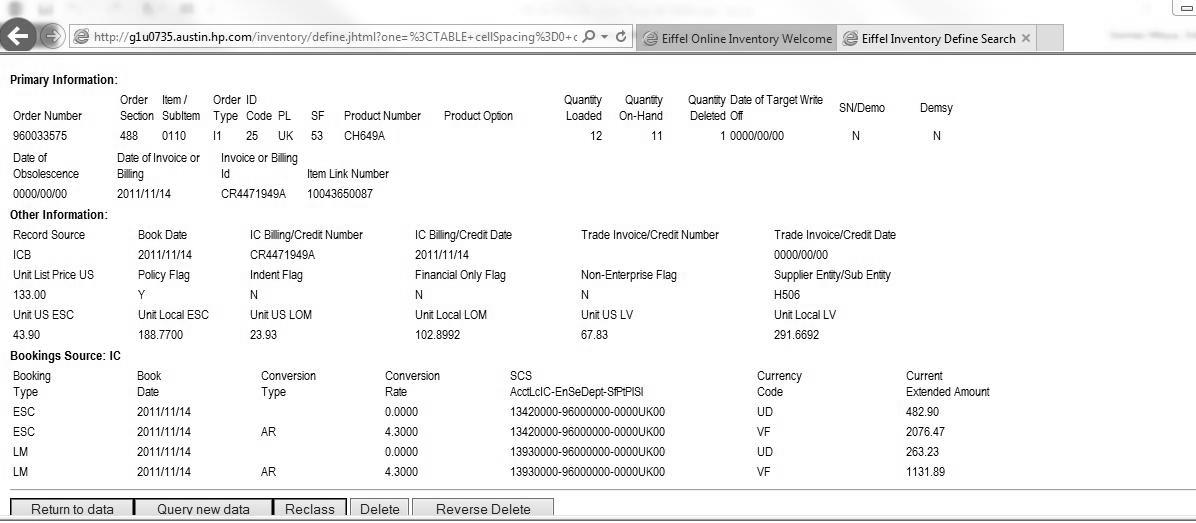 http://g1u0735.austin.hp.com/inventory/define.jhtml?one=%3CTABLE+cellSpacing%3D0+c
Eiffel Online Inventory Welcome
Eiffel Inventory Define Search
Primary Information:
Order Number Order Section Item / SubItem Order Type ID Code PL SF Product Number Product Option Quantity Loaded Quantity On-Hand Quantity Deleted Date of Target Write Off SN/Demo Demsy
960033575 488 0110 I1 25 UK 53 CH649A 12 11 1 0000/00/00 N N
Date of Obsolescence Date of Invoice or Billing Invoice or Billing Id Item Link Number
0000/00/00 2011/11/14 CR4471949A 10043650087
Other Information:
Record Source Book Date IC Billing/Credit Number IC Billing/Credit Date Trade Invoice/Credit Number Trade Invoice/Credit Date
ICB 2011/11/14 CR4471949A 2011/11/14 0000/00/00
Unit List Price US Policy Flag Indent Flag Financial Only Flag Non-Enterprise Flag Supplier Entity/Sub Entity
133.00 Y N N N H506
Unit US ESC Unit Local ESC Unit US LOM Unit Local LOM Unit US LV Unit Local LV
43.90 188.7700 23.93 102.8992 67.83 291.6692
Bookings Source: IC
Booking Type Book Date Conversion Type Conversion Rate SCS AcctLcIC-EnSeDept-SfPtPlSl Currency Code Current Extended Amount
ESC 2011/11/14 0.0000 13420000-96000000-0000UK00 UD 482.90
ESC 2011/11/14 AR 4.3000 13420000-96000000-0000UK00 VF 2076.47
LM 2011/11/14 0.0000 13930000-96000000-0000UK00 UD 263.23
LM 2011/11/14 AR 4.3000 13930000-96000000-0000UK00 VF 1131.89
Return to data Query new data Reclass Delete Reverse Delete